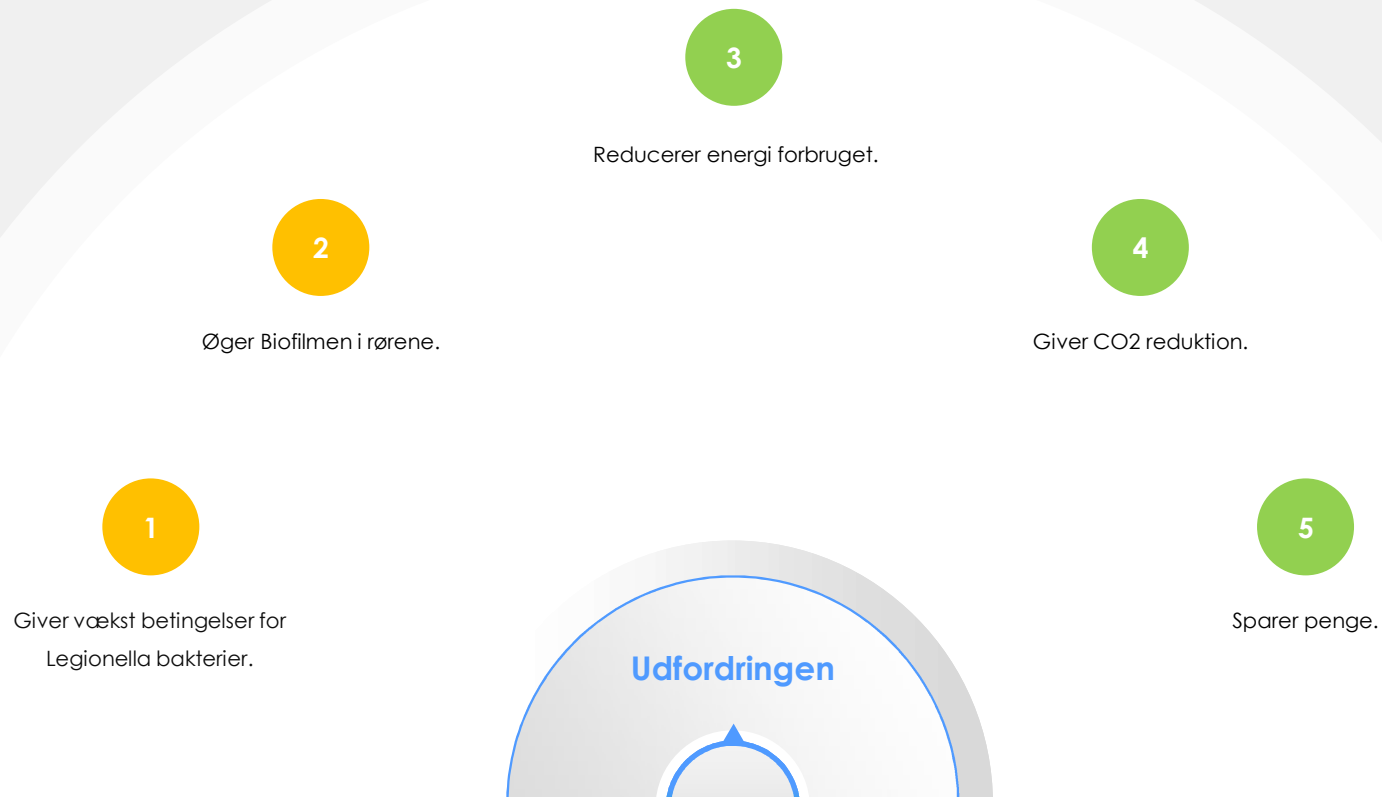 3
Reducerer energi forbruget.
2
Øger Biofilmen i rørene.
4
Giver CO2 reduktion.
1
Giver vækst betingelser for
Legionella bakterier.
5
Sparer penge.
Udfordringen